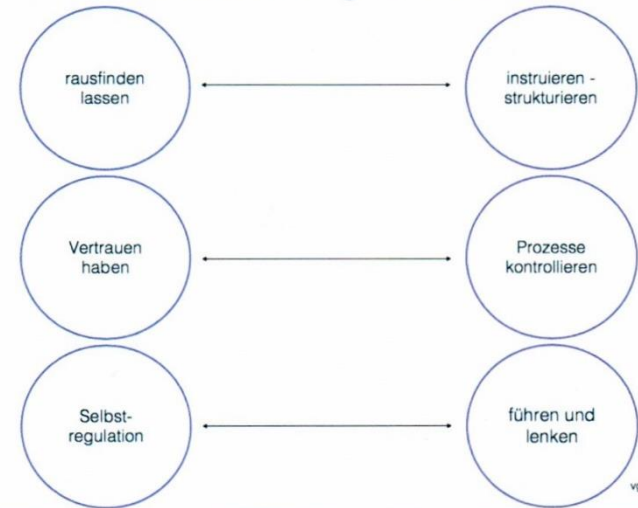 rausfinden
lassen
instruieren -
strukturieren
Vertrauen
haben
Prozesse
kontrollieren
Selbst-
regulation
führen und
lenken